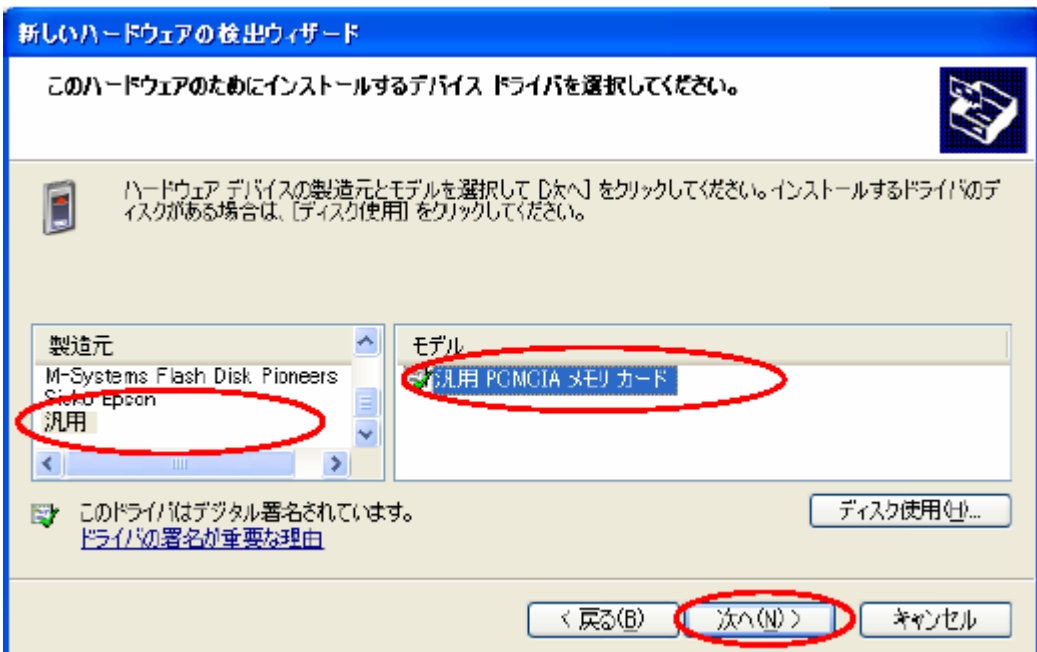 新しいハードウェアの検出ウィザード
このハードウェアのためにインストールするデバイス ドライバを選択してください。
ハードウェア デバイスの製造元とモデルを選択して [次へ] をクリックしてください。インストールするドライバのデ
ィスクがある場合は、[ディスク使用] をクリックしてください。
製造元
M-Systems Flash Disk Pioneers
Seiko Epson
汎用
モデル
汎用 PCMCIA メモリ カード
このドライバはデジタル署名されています。
ドライバの署名が重要な理由
ディスク使用(H)...
< 戻る(B)
次へ(N) >
キャンセル